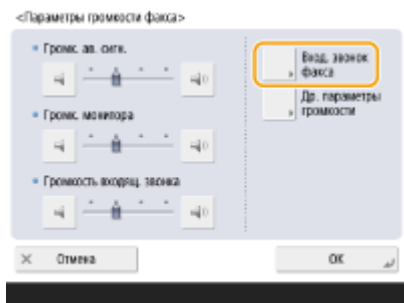 <Параметры громкости факса>
Громк. ав. сигн.
Громк. монитора
Громкость входящ. звонка
Вход. звонок
факса
Др. параметры
громкости
Отмена
OK